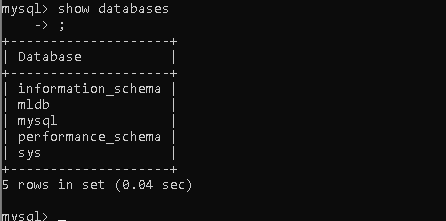 mysql> show databases
    -> ;
+--------------------+
| Database           |
+--------------------+
| information_schema |
| mldb               |
| mysql              |
| performance_schema |
| sys                |
+--------------------+
5 rows in set (0.04 sec)
mysql> _